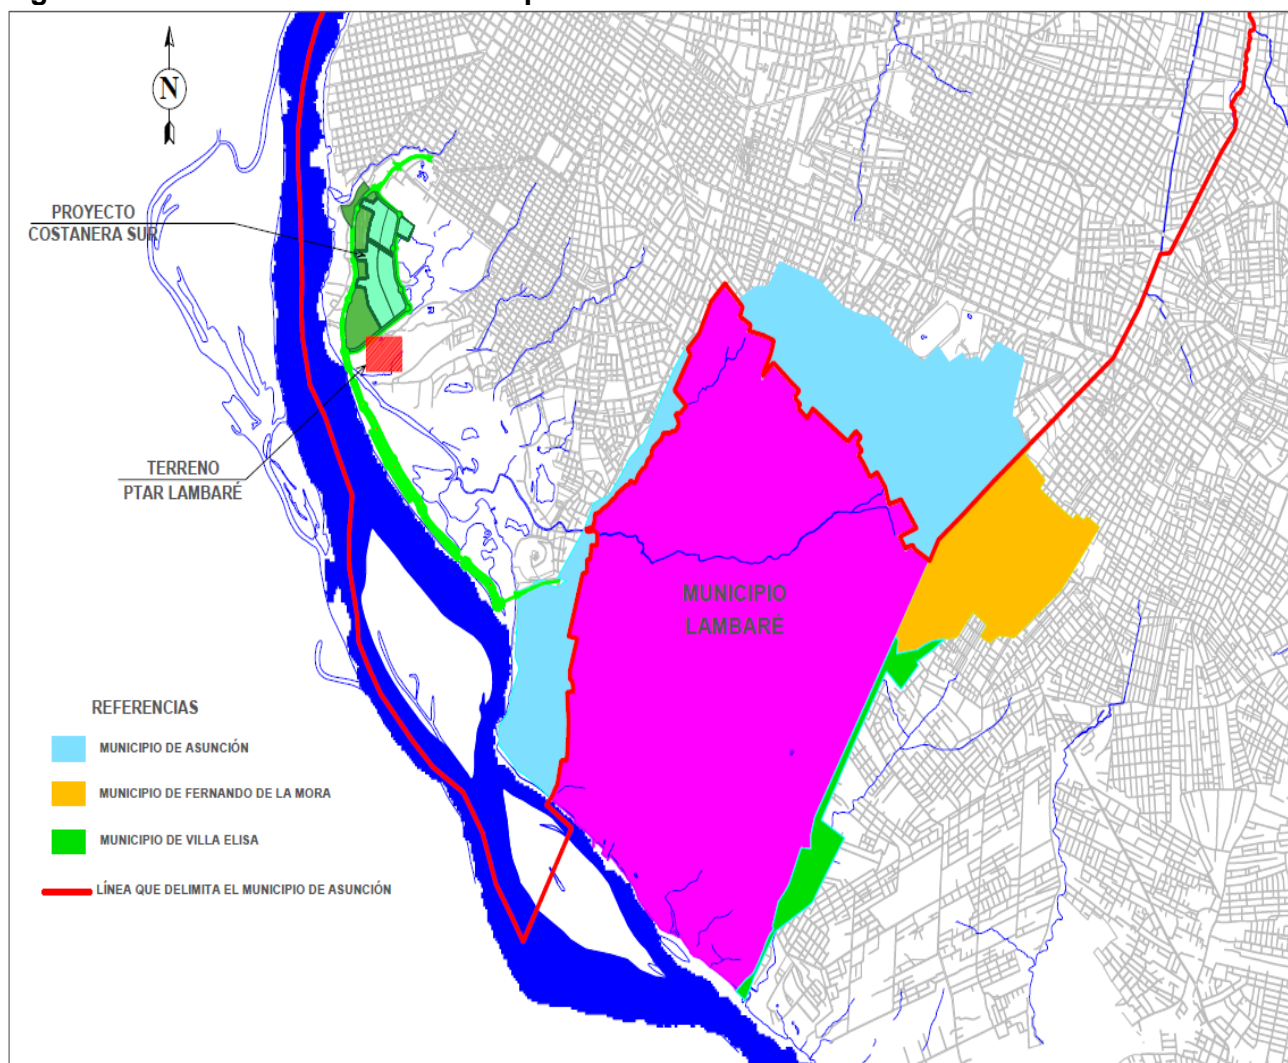 N
PROYECTO
COSTANERA SUR
TERRENO
PTAR LAMBARÉ
MUNICIPIO
LAMBARÉ
REFERENCIAS
MUNICIPIO DE ASUNCIÓN
MUNICIPIO DE FERNANDO DE LA MORA
MUNICIPIO DE VILLA ELISA
LÍNEA QUE DELIMITA EL MUNICIPIO DE ASUNCIÓN